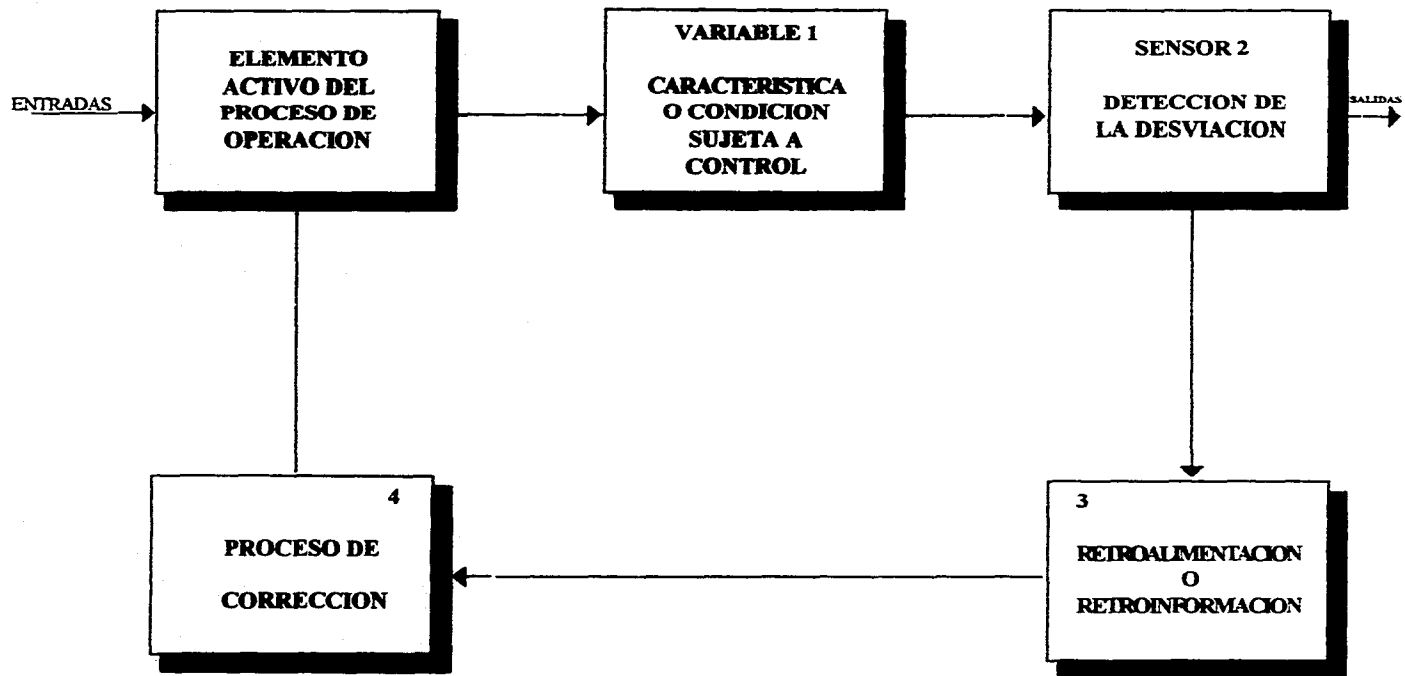 ENTRADAS
ELEMENTO
ACTIVO DEL
PROCESO DE
OPERACION
VARIABLE 1
CARACTERISTICA
O CONDICION
SUJETA A
CONTROL
SENSOR 2
DETECCION DE
LA DESVIACION
SALIDAS
4
PROCESO DE
CORRECCION
3
RETROALIMENTACION
O
RETROINFORMACION